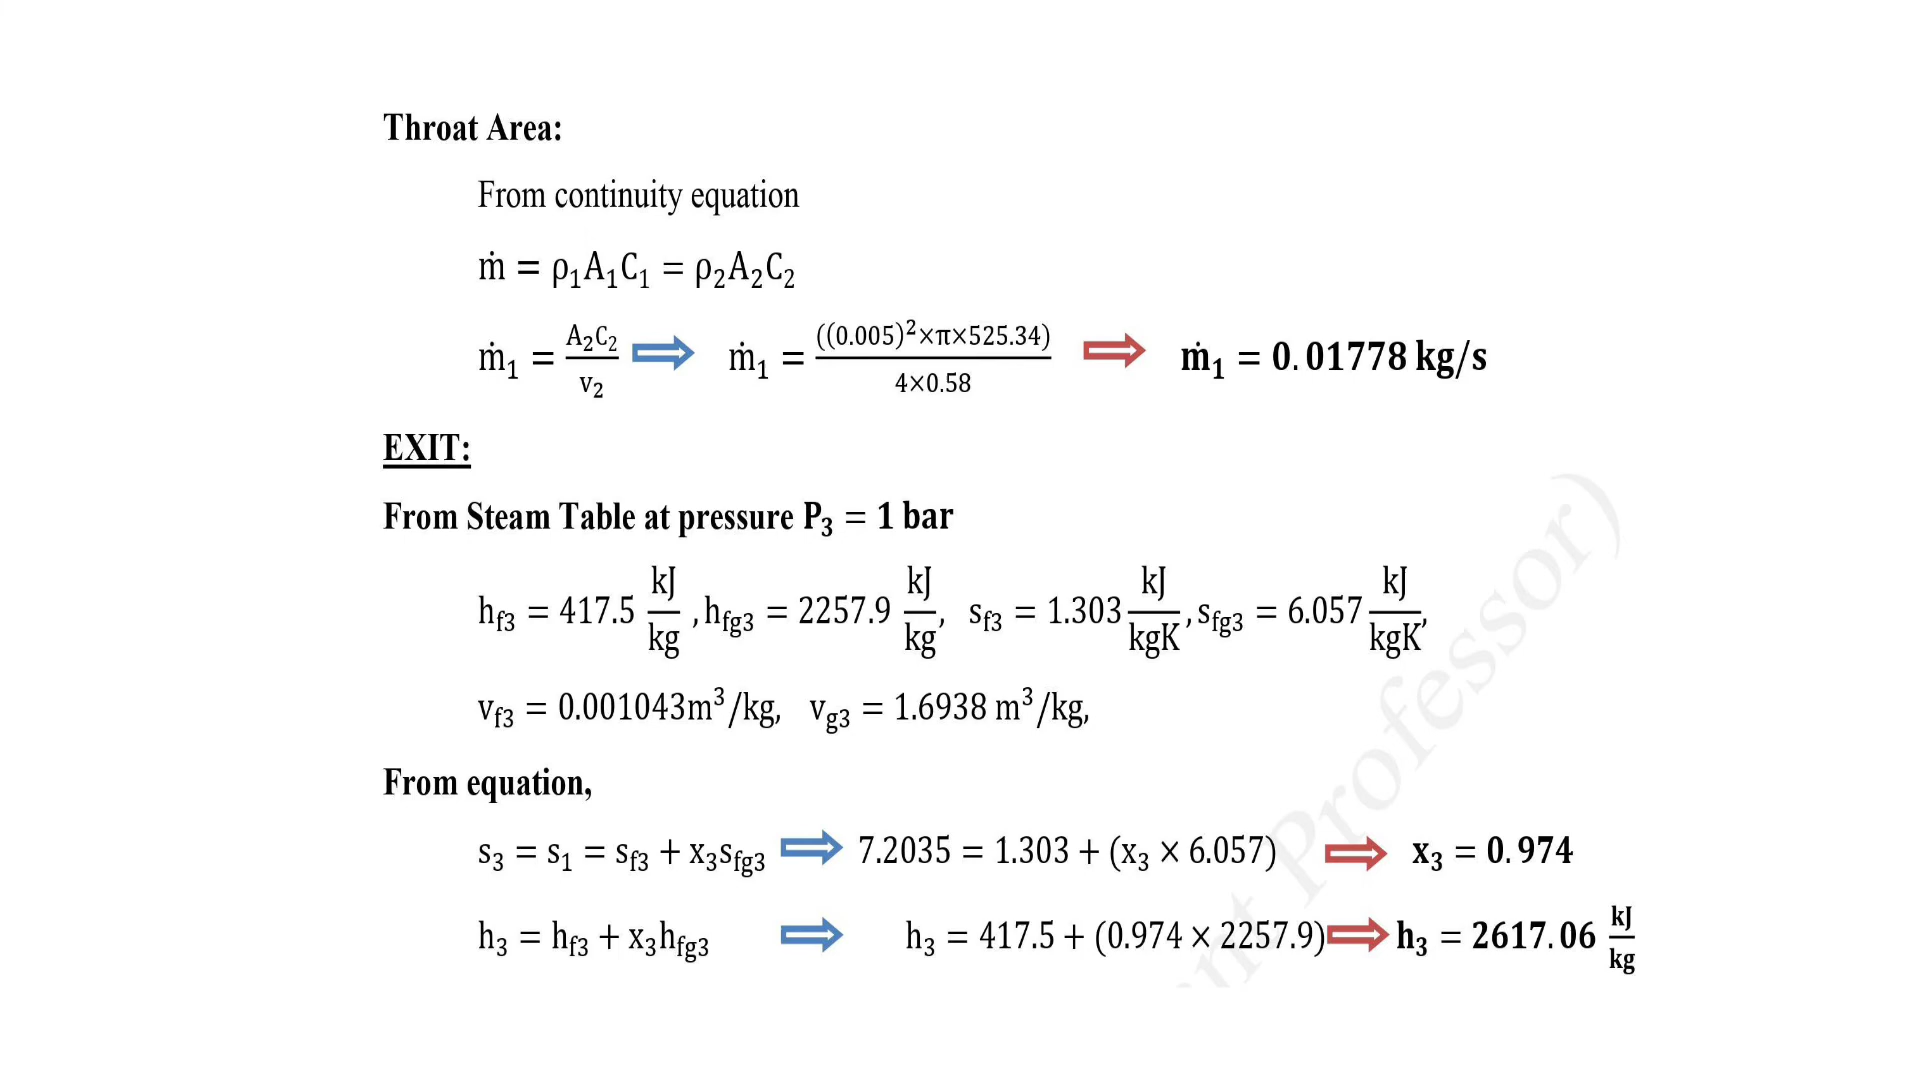 Throat Area:
From continuity equation
ṁ = ρ₁A₁C₁ = ρ₂A₂C₂
ṁ₁ = A₂C₂/v₂ ⇨ ṁ₁ = ((0.005)²×π×525.34)/(4×0.58) ⇨ ṁ₁ = 0.01778 kg/s
EXIT:
From Steam Table at pressure P₃ = 1 bar
h_f3 = 417.5 kJ/kg , h_fg3 = 2257.9 kJ/kg, s_f3 = 1.303 kJ/kgK , s_fg3 = 6.057 kJ/kgK,
v_f3 = 0.001043m³/kg, v_g3 = 1.6938 m³/kg,
From equation,
s₃ = s₁ = s_f3 + x₃s_fg3 ⇨ 7.2035 = 1.303 + (x₃ × 6.057) ⇨ x₃ = 0.974
h₃ = h_f3 + x₃h_fg3 ⇨ h₃ = 417.5 + (0.974 × 2257.9) ⇨ h₃ = 2617.06 kJ/kg
nt Professor)